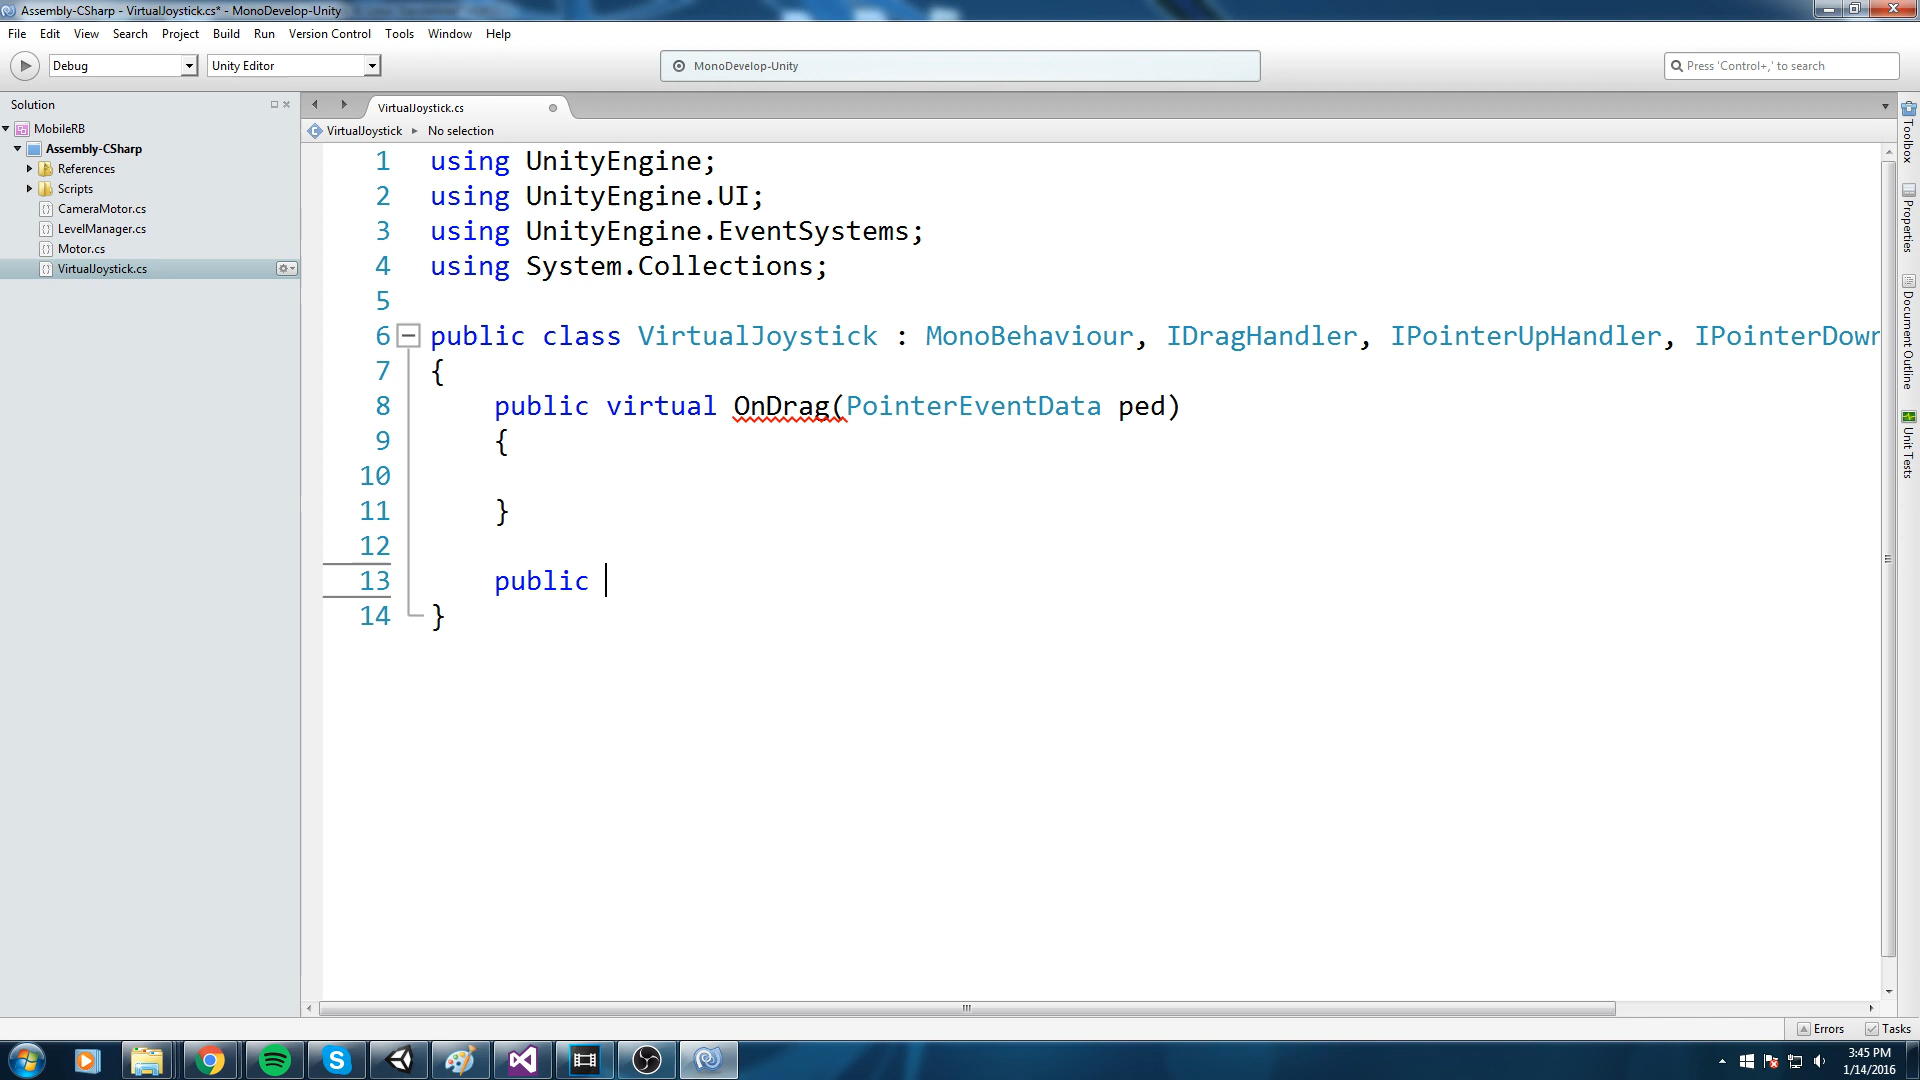 Assembly-CSharp - VirtualJoystick.cs* - MonoDevelop-Unity
File Edit View Search Project Build Run Version Control Tools Window Help
Debug Unity Editor MonoDevelop-Unity Press 'Control+,' to search
Solution
MobileRB
Assembly-CSharp
References
Scripts
CameraMotor.cs
LevelManager.cs
Motor.cs
VirtualJoystick.cs
VirtualJoystick.cs
VirtualJoystick No selection
1 using UnityEngine;
2 using UnityEngine.UI;
3 using UnityEngine.EventSystems;
4 using System.Collections;
5
6 public class VirtualJoystick : MonoBehaviour, IDragHandler, IPointerUpHandler, IPointerDown
7 {
8 public virtual OnDrag(PointerEventData ped)
9 {
10
11 }
12
13 public
14 }
Toolbox
Properties
Document Outline
Unit Tests
Errors Tasks
3:45 PM
1/14/2016